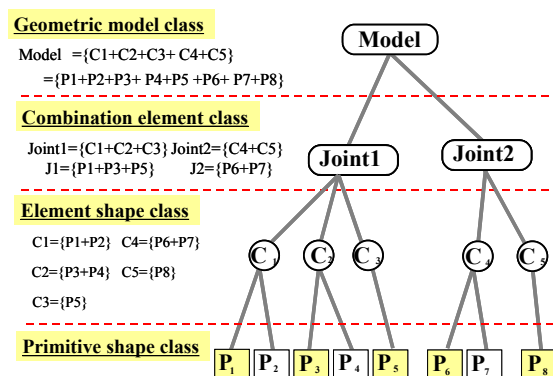 Geometric model class
Model ={C1+C2+C3+ C4+C5}
={P1+P2+P3+ P4+P5 +P6+ P7+P8}
Model
Combination element class
Joint1={C1+C2+C3} Joint2={C4+C5}
J1={P1+P3+P5} J2={P6+P7}
Joint1 Joint2
Element shape class
C1={P1+P2} C4={P6+P7}
C2={P3+P4} C5={P8}
C3={P5}
C1 C2 C3 C4 C5
Primitive shape class
P1 P2 P3 P4 P5 P6 P7 P8